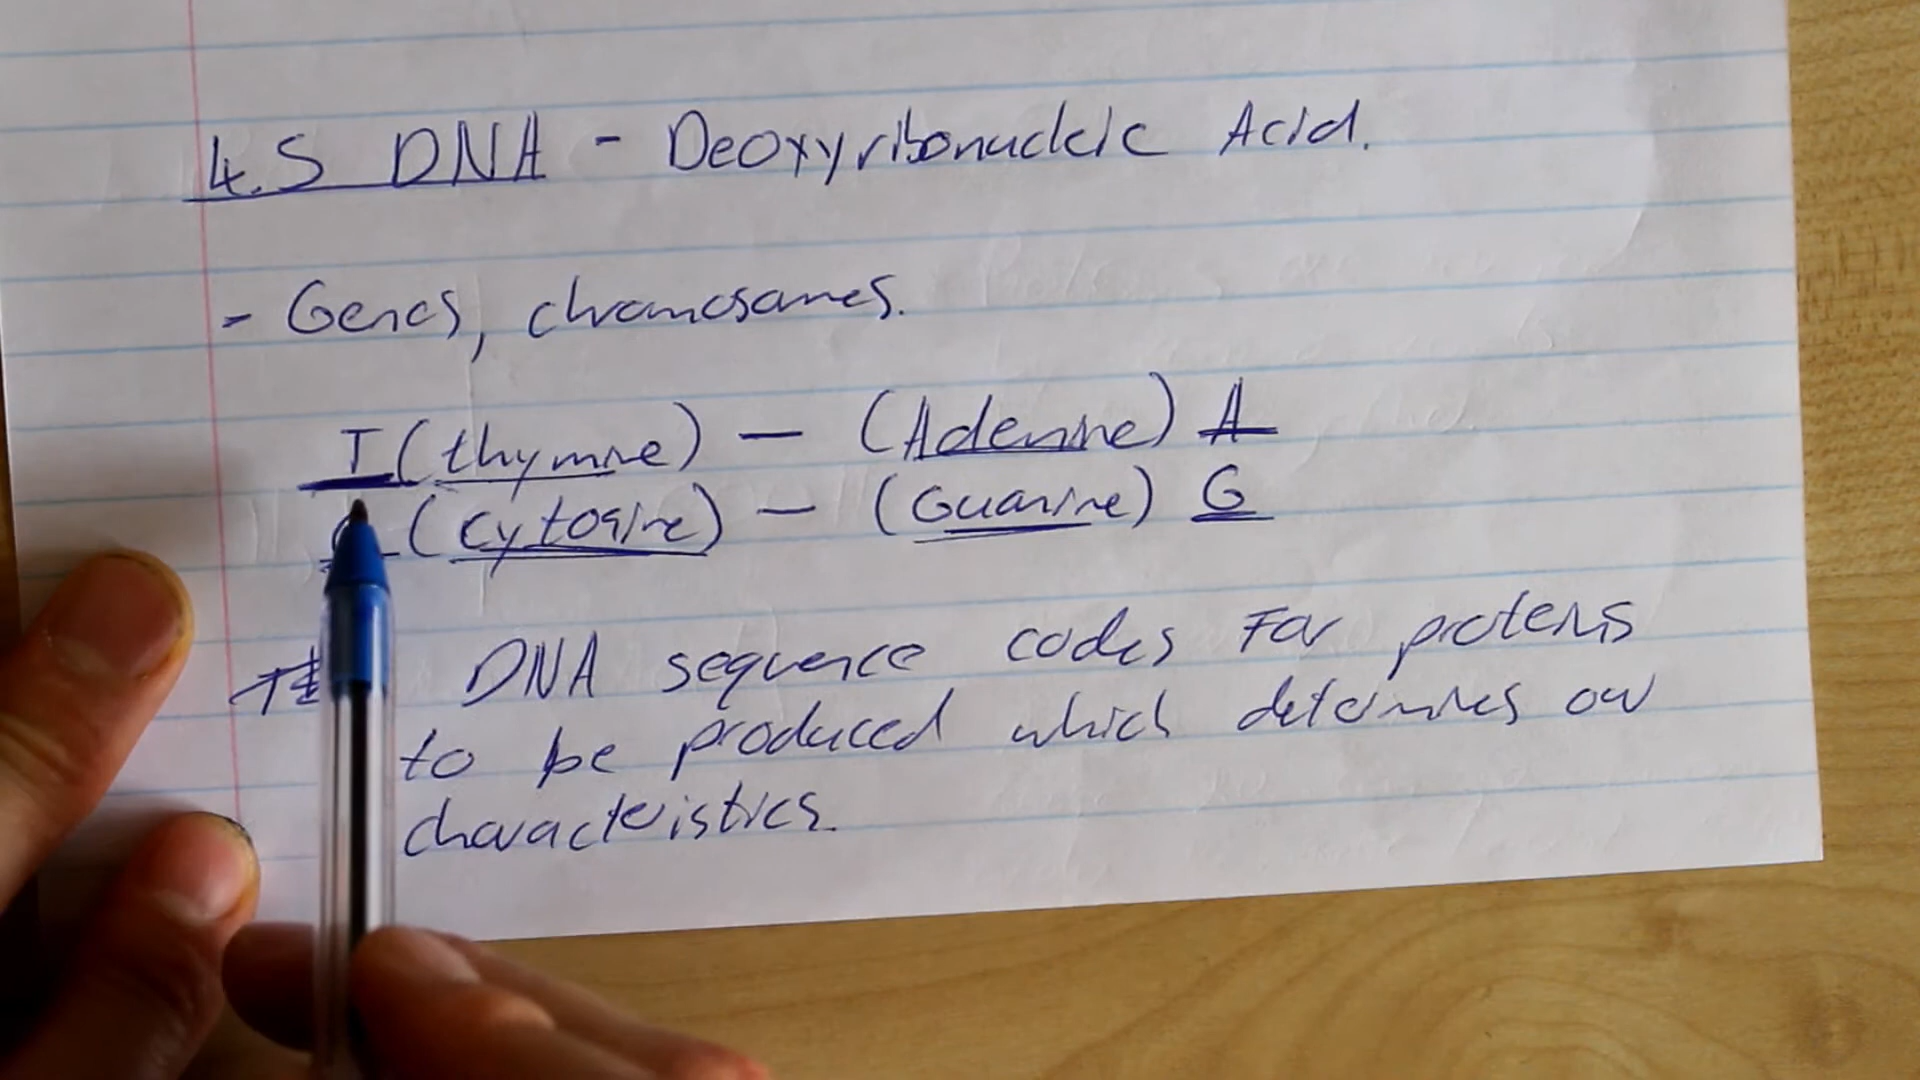 4.5 DNA - Deoxyribonucleic Acid.
- Genes, chromosomes.
T (thymine) - (Adenine) A
(Cytosine) - (Guanine) G
DNA sequence codes For proteins
to be produced which determines our
characteristics.